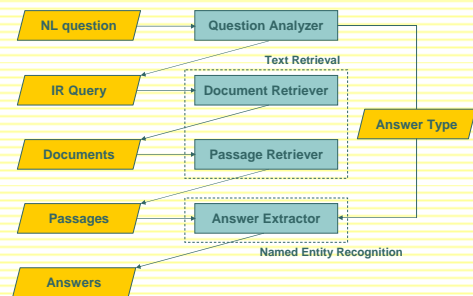 NL question
Question Analyzer
Text Retrieval
IR Query
Document Retriever
Answer Type
Documents
Passage Retriever
Passages
Answer Extractor
Named Entity Recognition
Answers